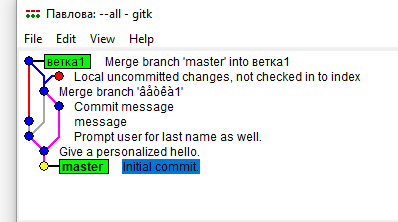 Павлова: --all - gitk
File Edit View Help
ветка1 Merge branch 'master' into ветка1
Local uncommitted changes, not checked in to index
Merge branch 'âåòêà1'
Commit message
message
Prompt user for last name as well.
Give a personalized hello.
master Initial commit.